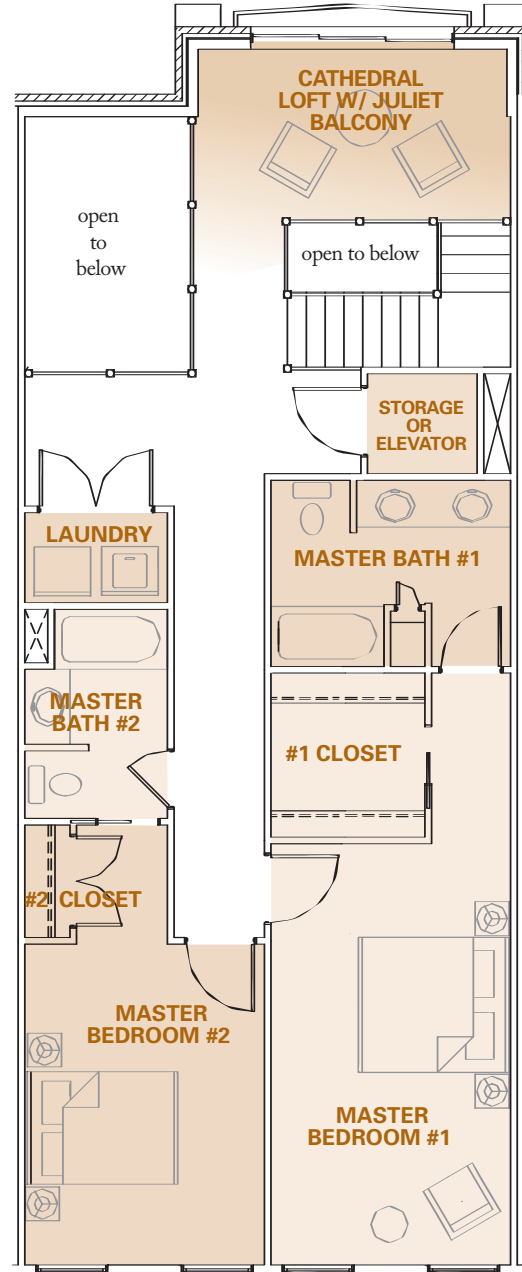 CATHEDRAL
LOFT W/ JULIET
BALCONY
open
to
below
open to below
STORAGE
OR
ELEVATOR
LAUNDRY
MASTER BATH #1
MASTER
BATH #2
#1 CLOSET
#2 CLOSET
MASTER
BEDROOM #2
MASTER
BEDROOM #1